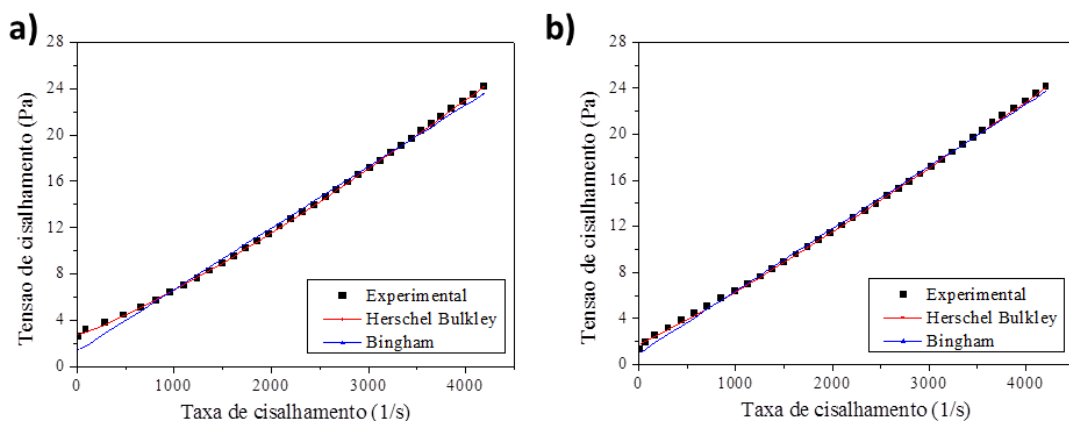 a)
28
24
20
16
12
8
4
0
Tensao de cisalhamento (Pa)
Experimental
Herschel Bulkley
Bingham
0 1000 2000 3000 4000
Taxa de cisalhamento (1/s)
b)
28
24
20
16
12
8
4
0
Tensao de cisalhamento (Pa)
Experimental
Herschel Bulkley
Bingham
0 1000 2000 3000 4000
Taxa de cisalhamento (1/s)